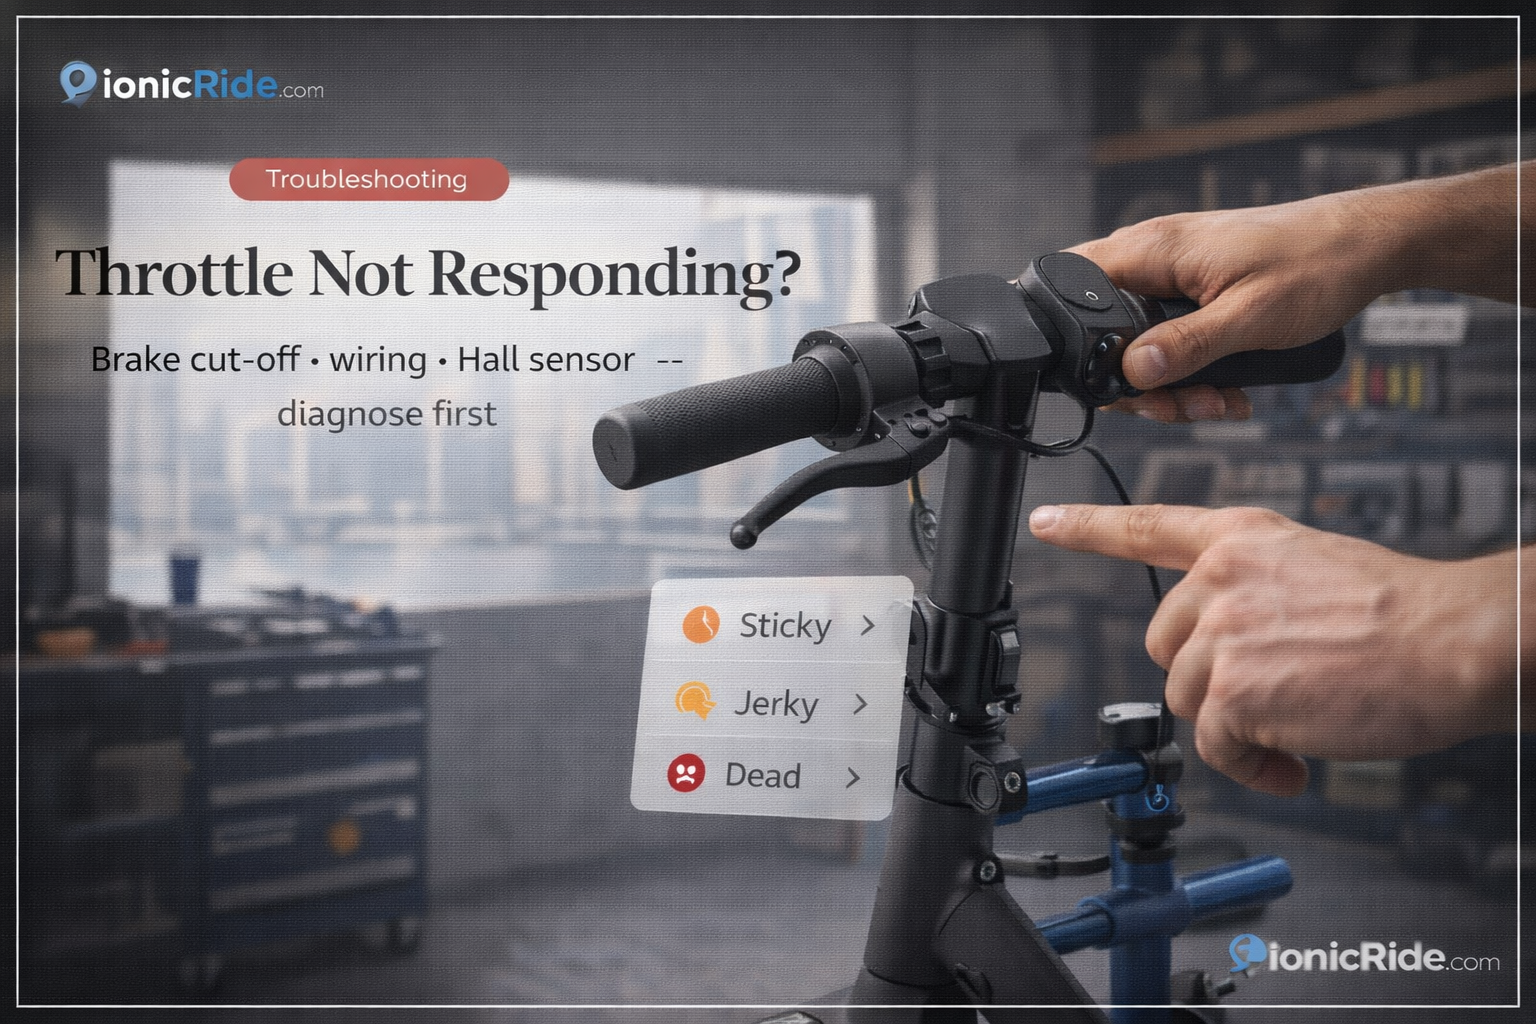 ionicRide.com
Troubleshooting
Throttle Not Responding?
Brake cut-off • wiring • Hall sensor --
diagnose first
Sticky >
Jerky >
Dead >
ionicRide.com